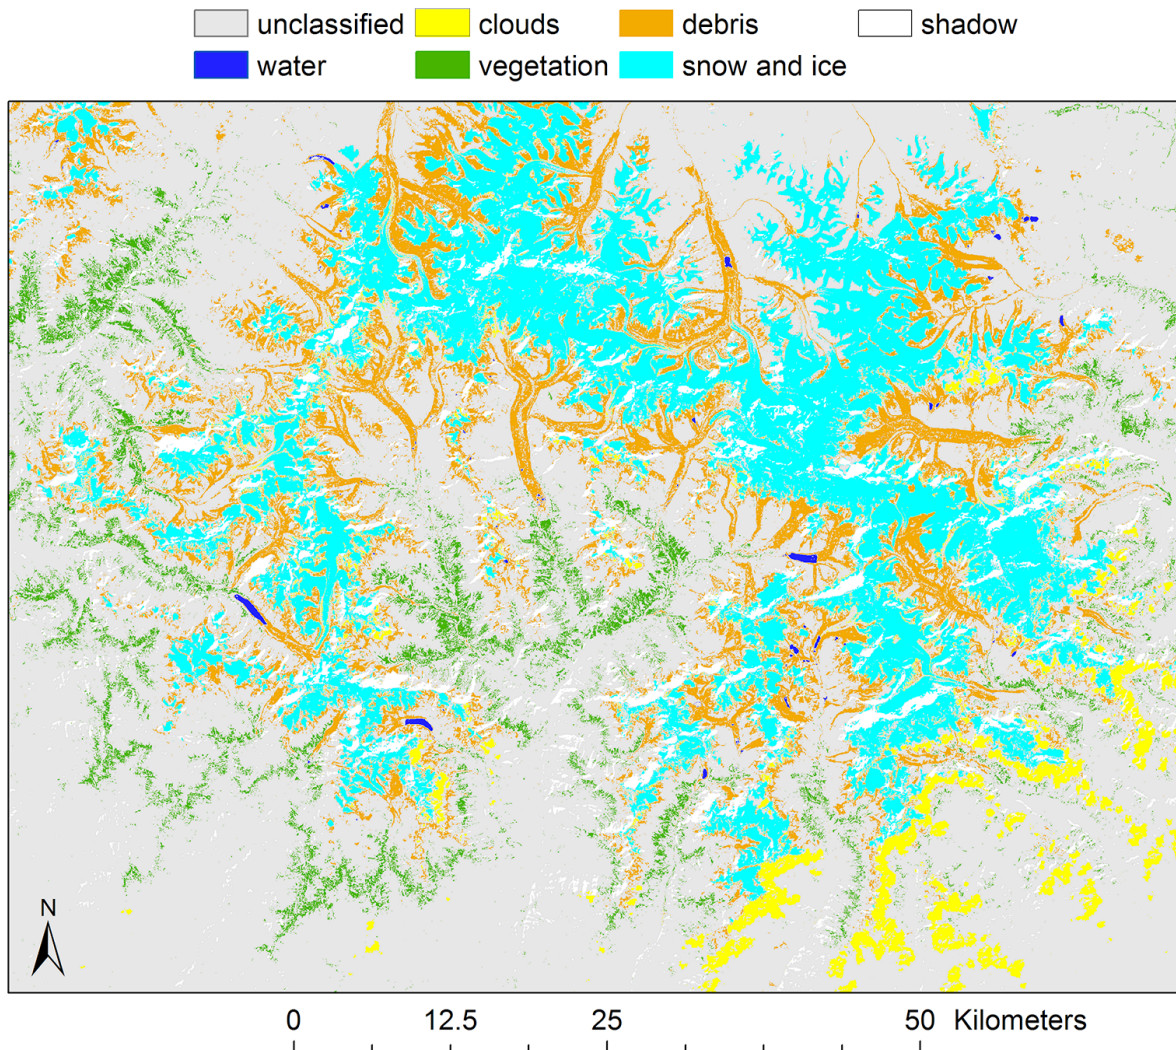 unclassified clouds debris shadow
water vegetation snow and ice
N
0 12.5 25 50 Kilometers